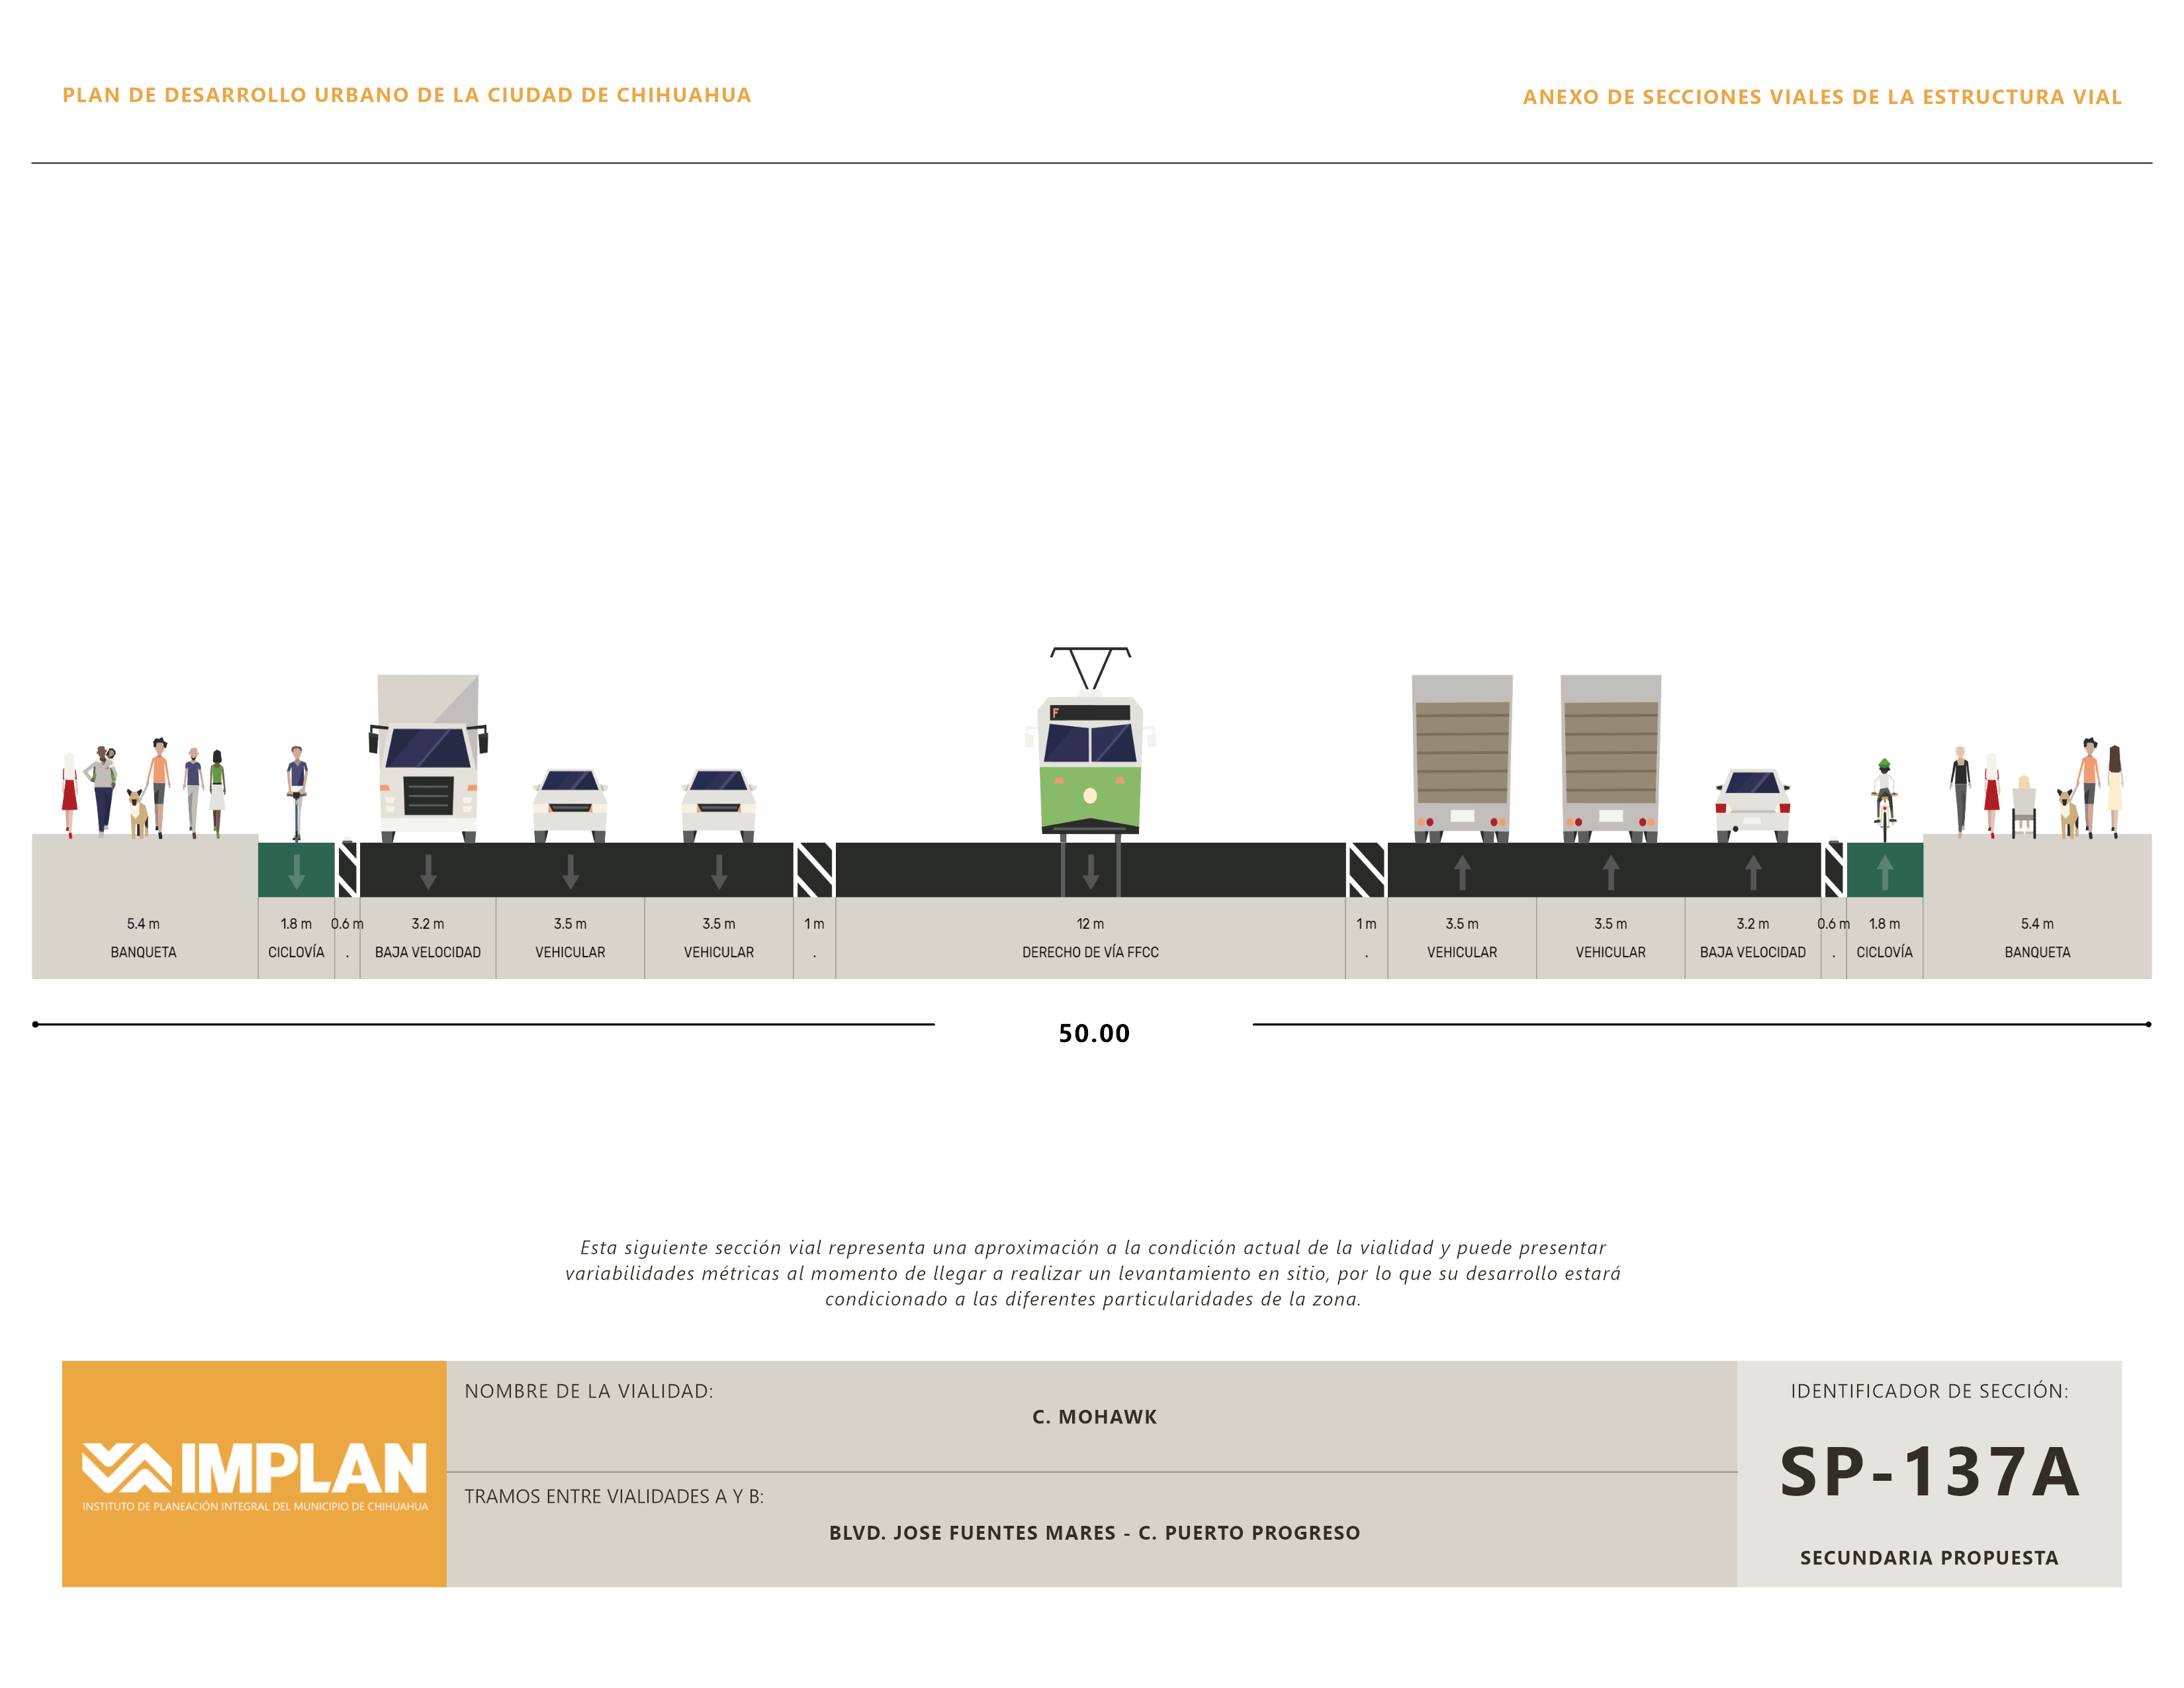 PLAN DE DESARROLLO URBANO DE LA CIUDAD DE CHIHUAHUA
ANEXO DE SECCIONES VIALES DE LA ESTRUCTURA VIAL
F
5.4 m 1.8 m 0.6 m 3.2 m 3.5 m 3.5 m 1 m 12 m 1 m 3.5 m 3.5 m 3.2 m 0.6 m 1.8 m 5.4 m
BANQUETA CICLOVÍA . BAJA VELOCIDAD VEHICULAR VEHICULAR . DERECHO DE VÍA FFCC . VEHICULAR VEHICULAR BAJA VELOCIDAD . CICLOVÍA BANQUETA
50.00
Esta siguiente sección vial representa una aproximación a la condición actual de la vialidad y puede presentar
variabilidades métricas al momento de llegar a realizar un levantamiento en sitio, por lo que su desarrollo estará
condicionado a las diferentes particularidades de la zona.
IMPLAN
INSTITUTO DE PLANEACIÓN INTEGRAL DEL MUNICIPIO DE CHIHUAHUA
NOMBRE DE LA VIALIDAD:
C. MOHAWK
TRAMOS ENTRE VIALIDADES A Y B:
BLVD. JOSE FUENTES MARES - C. PUERTO PROGRESO
IDENTIFICADOR DE SECCIÓN:
SP-137A
SECUNDARIA PROPUESTA